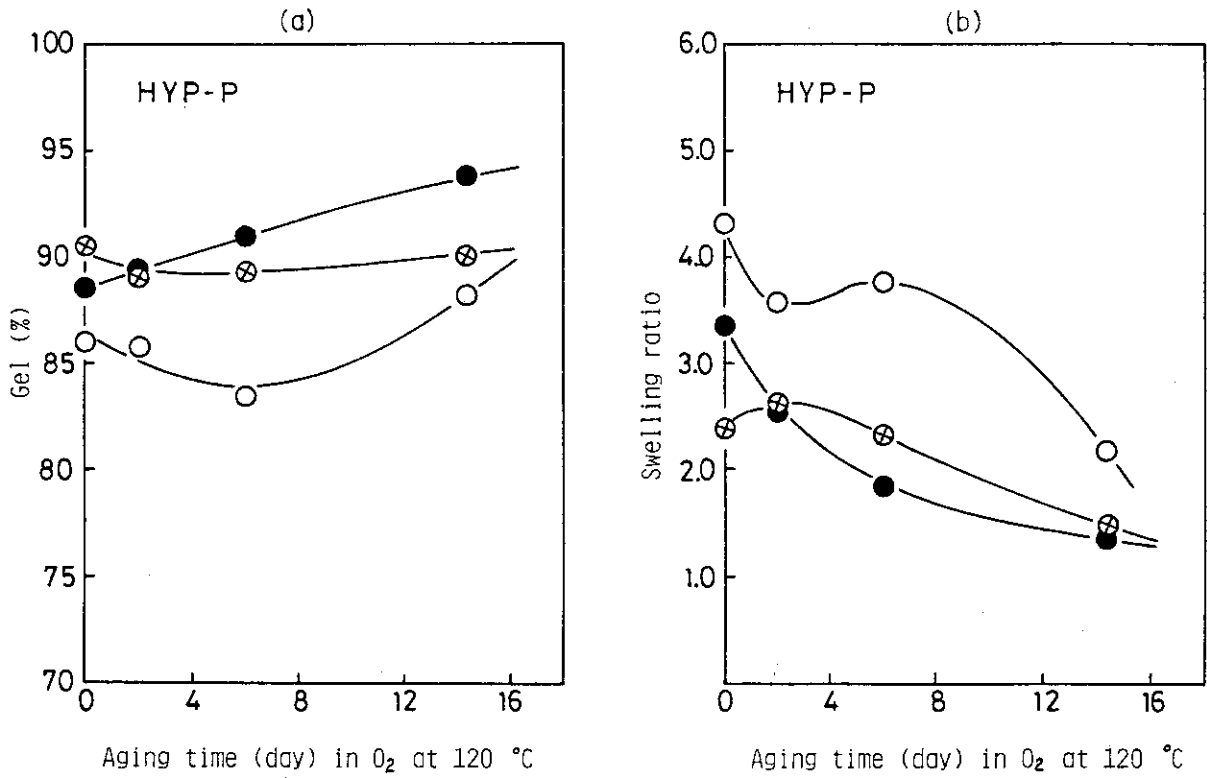 (a)
HYP-P
Gel (%)
100
95
90
85
80
75
70
0 4 8 12 16
Aging time (day) in O₂ at 120 °C
(b)
HYP-P
Swelling ratio
6.0
5.0
4.0
3.0
2.0
1.0
0 4 8 12 16
Aging time (day) in O₂ at 120 °C